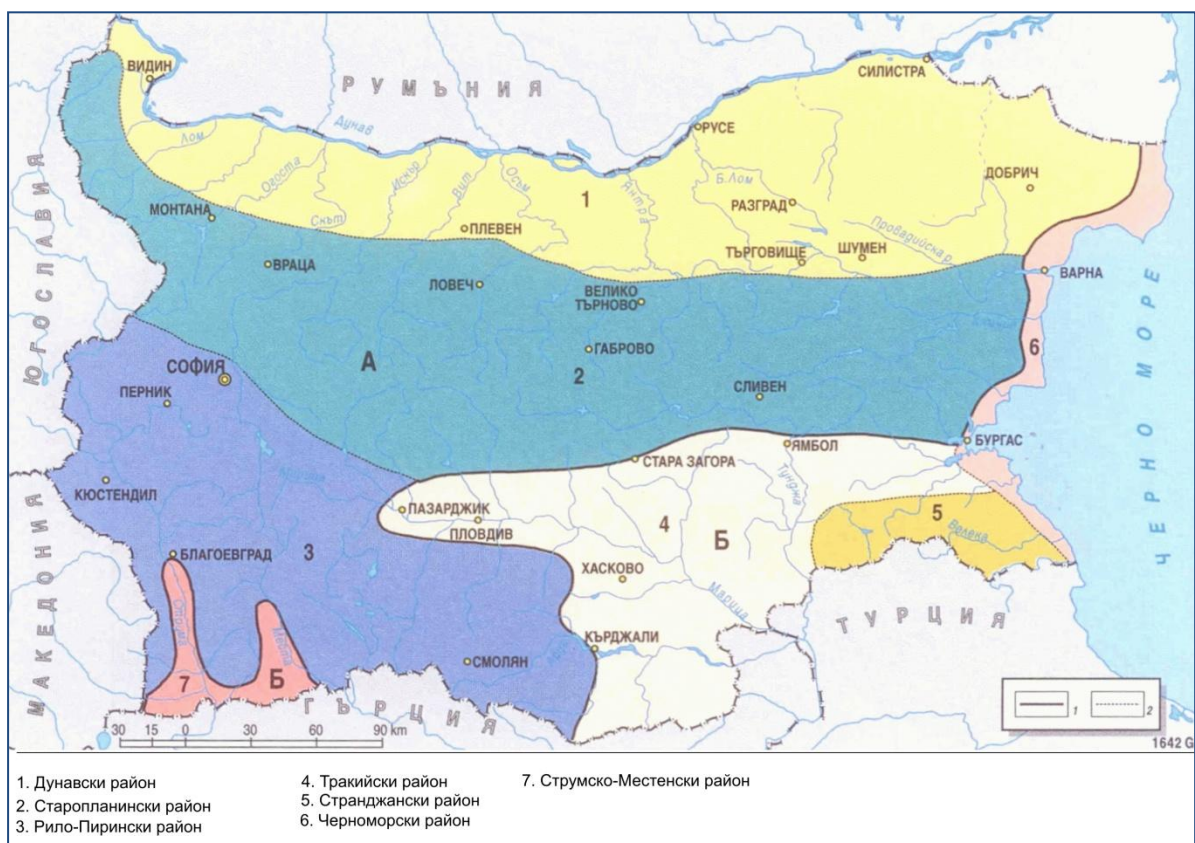 ВИДИН
РУМЪНИЯ
СИЛИСТРА
Дунав
РУСЕ
Лом
Огоста
Искър
Вит
Осъм
Янтра
1
Б.Лом
ДОБРИЧ
РАЗГРАД
МОНТАНА
Скът
ПЛЕВЕН
Провадийска р.
ТЪРГОВИЩЕ
ШУМЕН
ЮГОСЛАВИЯ
ВРАЦА
ЛОВЕЧ
ВЕЛИКО
ТЪРНОВО
ВАРНА
СОФИЯ
А
ГАБРОВО
2
6
ПЕРНИК
СЛИВЕН
ЧЕРНО МОРЕ
БУРГАС
ЯМБОЛ
СТАРА ЗАГОРА
Тунджа
КЮСТЕНДИЛ
ПАЗАРДЖИК
ПЛОВДИВ
4
Б
5
Велека
БЛАГОЕВГРАД
3
ХАСКОВО
Марица
МАКЕДОНИЯ
Струма
Места
ТУРЦИЯ
КЪРДЖАЛИ
СМОЛЯН
7
Б
ГЪРЦИЯ
30 15 0 30 60 90 km
1 2
1642 G
1. Дунавски район
2. Старопланински район
3. Рило-Пирински район
4. Тракийски район
5. Странджански район
6. Черноморски район
7. Струмско-Местенски район